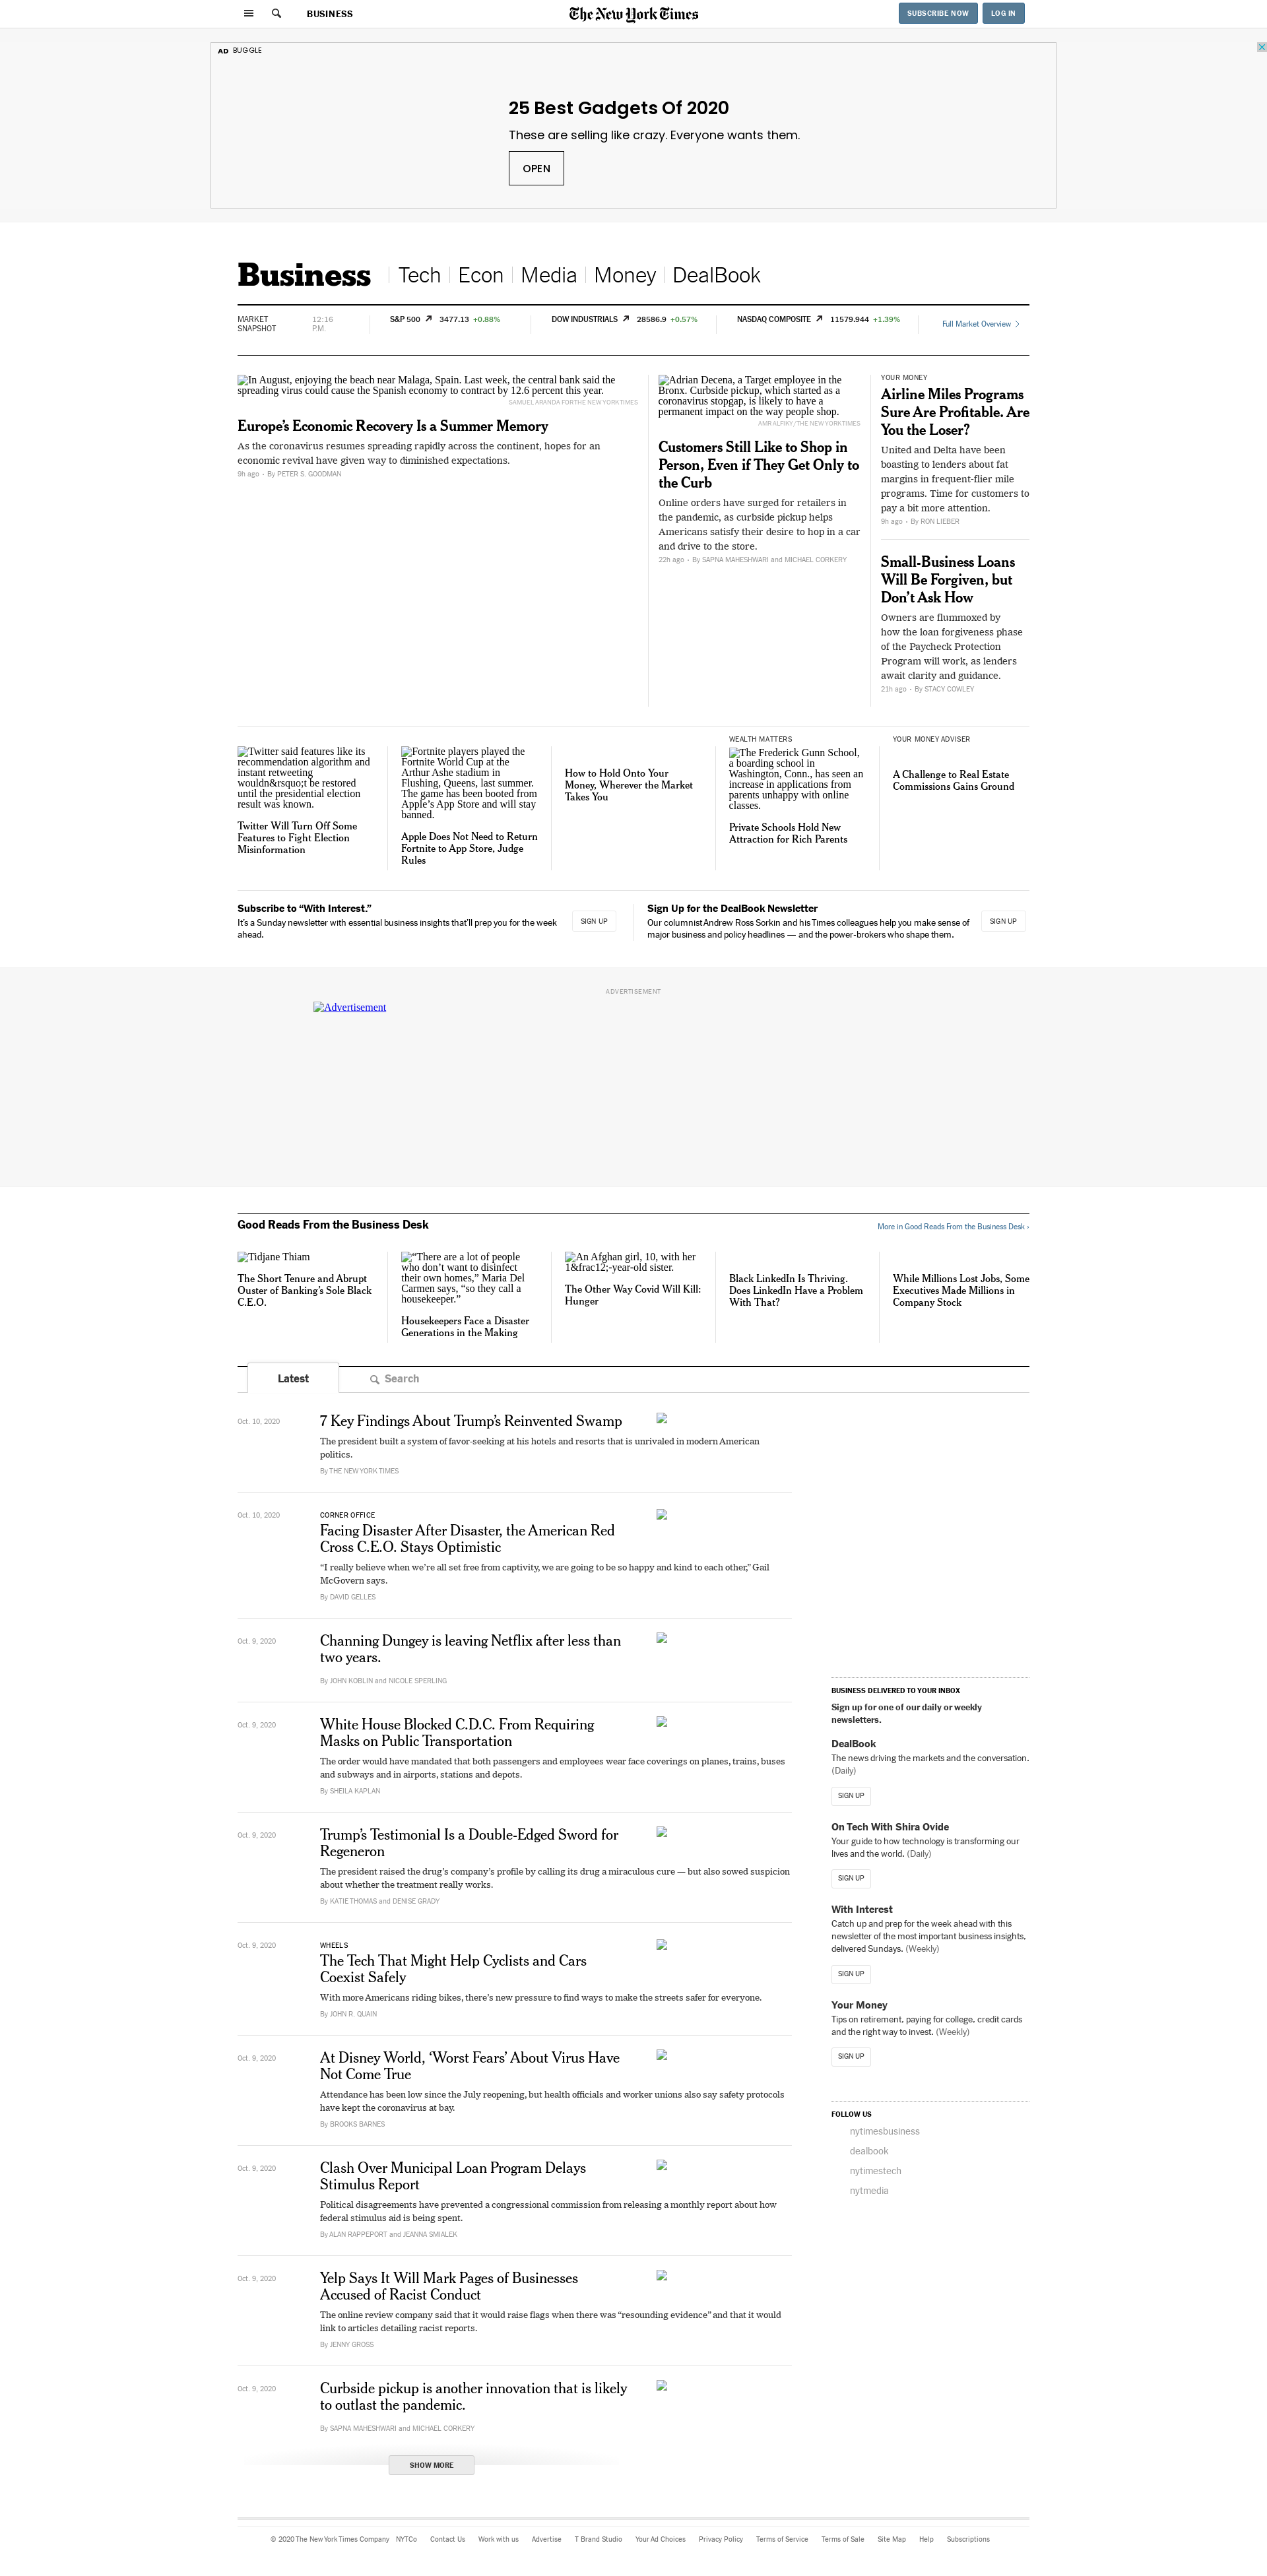 BUSINESS
The New York Times
SUBSCRIBE NOW
LOG IN
AD BUGGLE
25 Best Gadgets Of 2020
These are selling like crazy. Everyone wants them.
OPEN
Business
Tech
Econ
Media
Money
DealBook
MARKET
SNAPSHOT
12:16
P.M.
S&P 500 3477.13 +0.88%
DOW INDUSTRIALS 28586.9 +0.57%
NASDAQ COMPOSITE 11579.944 +1.39%
Full Market Overview
In August, enjoying the beach near Malaga, Spain. Last week, the central bank said the
spreading virus could cause the Spanish economy to contract by 12.6 percent this year.
SAMUEL ARANDA FOR THE NEW YORK TIMES
Europe’s Economic Recovery Is a Summer Memory
As the coronavirus resumes spreading rapidly across the continent, hopes for an
economic revival have given way to diminished expectations.
9h ago • By PETER S. GOODMAN
Adrian Decena, a Target employee in the
Bronx. Curbside pickup, which started as a
coronavirus stopgap, is likely to have a
permanent impact on the way people shop.
AMR ALFIKY/THE NEW YORK TIMES
Customers Still Like to Shop in
Person, Even if They Get Only to
the Curb
Online orders have surged for retailers in
the pandemic, as curbside pickup helps
Americans satisfy their desire to hop in a car
and drive to the store.
22h ago • By SAPNA MAHESHWARI and MICHAEL CORKERY
YOUR MONEY
Airline Miles Programs
Sure Are Profitable. Are
You the Loser?
United and Delta have been
boasting to lenders about fat
margins in frequent-flier mile
programs. Time for customers to
pay a bit more attention.
9h ago • By RON LIEBER
Small-Business Loans
Will Be Forgiven, but
Don’t Ask How
Owners are flummoxed by
how the loan forgiveness phase
of the Paycheck Protection
Program will work, as lenders
await clarity and guidance.
21h ago • By STACY COWLEY
Twitter said features like its
recommendation algorithm and
instant retweeting
wouldn&rsquo;t be restored
until the presidential election
result was known.
Twitter Will Turn Off Some
Features to Fight Election
Misinformation
Fortnite players played the
Fortnite World Cup at the
Arthur Ashe stadium in
Flushing, Queens, last summer.
The game has been booted from
Apple’s App Store and will stay
banned.
Apple Does Not Need to Return
Fortnite to App Store, Judge
Rules
How to Hold Onto Your
Money, Wherever the Market
Takes You
WEALTH MATTERS
The Frederick Gunn School,
a boarding school in
Washington, Conn., has seen an
increase in applications from
parents unhappy with online
classes.
Private Schools Hold New
Attraction for Rich Parents
YOUR MONEY ADVISER
A Challenge to Real Estate
Commissions Gains Ground
Subscribe to “With Interest.”
It’s a Sunday newsletter with essential business insights that’ll prep you for the week
ahead.
SIGN UP
Sign Up for the DealBook Newsletter
Our columnist Andrew Ross Sorkin and his Times colleagues help you make sense of
major business and policy headlines — and the power-brokers who shape them.
SIGN UP
ADVERTISEMENT
Advertisement
Good Reads From the Business Desk
More in Good Reads From the Business Desk ›
Tidjane Thiam
The Short Tenure and Abrupt
Ouster of Banking’s Sole Black
C.E.O.
“There are a lot of people
who don’t want to disinfect
their own homes,” Maria Del
Carmen says, “so they call a
housekeeper.”
Housekeepers Face a Disaster
Generations in the Making
An Afghan girl, 10, with her
1&frac12;-year-old sister.
The Other Way Covid Will Kill:
Hunger
Black LinkedIn Is Thriving.
Does LinkedIn Have a Problem
With That?
While Millions Lost Jobs, Some
Executives Made Millions in
Company Stock
Latest
Search
Oct. 10, 2020
7 Key Findings About Trump’s Reinvented Swamp
The president built a system of favor-seeking at his hotels and resorts that is unrivaled in modern American
politics.
By THE NEW YORK TIMES
Oct. 10, 2020
CORNER OFFICE
Facing Disaster After Disaster, the American Red
Cross C.E.O. Stays Optimistic
“I really believe when we’re all set free from captivity, we are going to be so happy and kind to each other,” Gail
McGovern says.
By DAVID GELLES
Oct. 9, 2020
Channing Dungey is leaving Netflix after less than
two years.
By JOHN KOBLIN and NICOLE SPERLING
Oct. 9, 2020
White House Blocked C.D.C. From Requiring
Masks on Public Transportation
The order would have mandated that both passengers and employees wear face coverings on planes, trains, buses
and subways and in airports, stations and depots.
By SHEILA KAPLAN
Oct. 9, 2020
Trump’s Testimonial Is a Double-Edged Sword for
Regeneron
The president raised the drug’s company’s profile by calling its drug a miraculous cure — but also sowed suspicion
about whether the treatment really works.
By KATIE THOMAS and DENISE GRADY
Oct. 9, 2020
WHEELS
The Tech That Might Help Cyclists and Cars
Coexist Safely
With more Americans riding bikes, there’s new pressure to find ways to make the streets safer for everyone.
By JOHN R. QUAIN
Oct. 9, 2020
At Disney World, ‘Worst Fears’ About Virus Have
Not Come True
Attendance has been low since the July reopening, but health officials and worker unions also say safety protocols
have kept the coronavirus at bay.
By BROOKS BARNES
Oct. 9, 2020
Clash Over Municipal Loan Program Delays
Stimulus Report
Political disagreements have prevented a congressional commission from releasing a monthly report about how
federal stimulus aid is being spent.
By ALAN RAPPEPORT and JEANNA SMIALEK
Oct. 9, 2020
Yelp Says It Will Mark Pages of Businesses
Accused of Racist Conduct
The online review company said that it would raise flags when there was “resounding evidence” and that it would
link to articles detailing racist reports.
By JENNY GROSS
Oct. 9, 2020
Curbside pickup is another innovation that is likely
to outlast the pandemic.
By SAPNA MAHESHWARI and MICHAEL CORKERY
SHOW MORE
BUSINESS DELIVERED TO YOUR INBOX
Sign up for one of our daily or weekly
newsletters.
DealBook
The news driving the markets and the conversation.
(Daily)
SIGN UP
On Tech With Shira Ovide
Your guide to how technology is transforming our
lives and the world. (Daily)
SIGN UP
With Interest
Catch up and prep for the week ahead with this
newsletter of the most important business insights,
delivered Sundays. (Weekly)
SIGN UP
Your Money
Tips on retirement, paying for college, credit cards
and the right way to invest. (Weekly)
SIGN UP
FOLLOW US
nytimesbusiness
dealbook
nytimestech
nytmedia
© 2020 The New York Times Company NYTCo Contact Us Work with us Advertise T Brand Studio Your Ad Choices Privacy Policy Terms of Service Terms of Sale Site Map Help Subscriptions